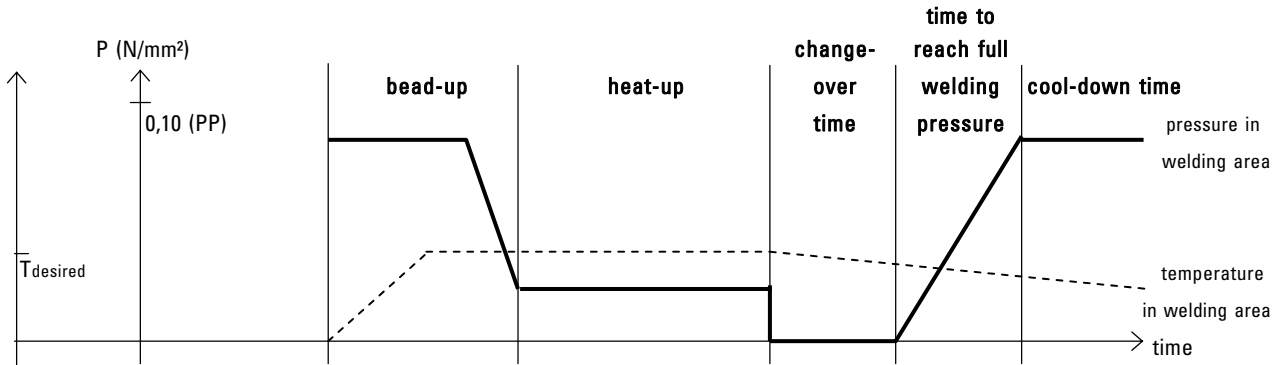 P (N/mm²)
0,10 (PP)
Tdesired
bead-up
heat-up
change-
over
time
time to
reach full
welding
pressure
cool-down time
pressure in
welding area
temperature
in welding area
time